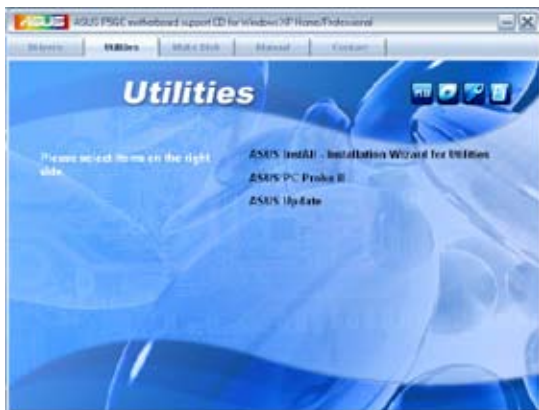 ASUS P5GC motherboard support CD for Windows XP Home/Professional
Drivers Utilities Make Disk Manual Contact
Utilities
Please select items on the right
side.
ASUS InstAll - Installation Wizard for Utilities
ASUS PC Probe II
ASUS Update